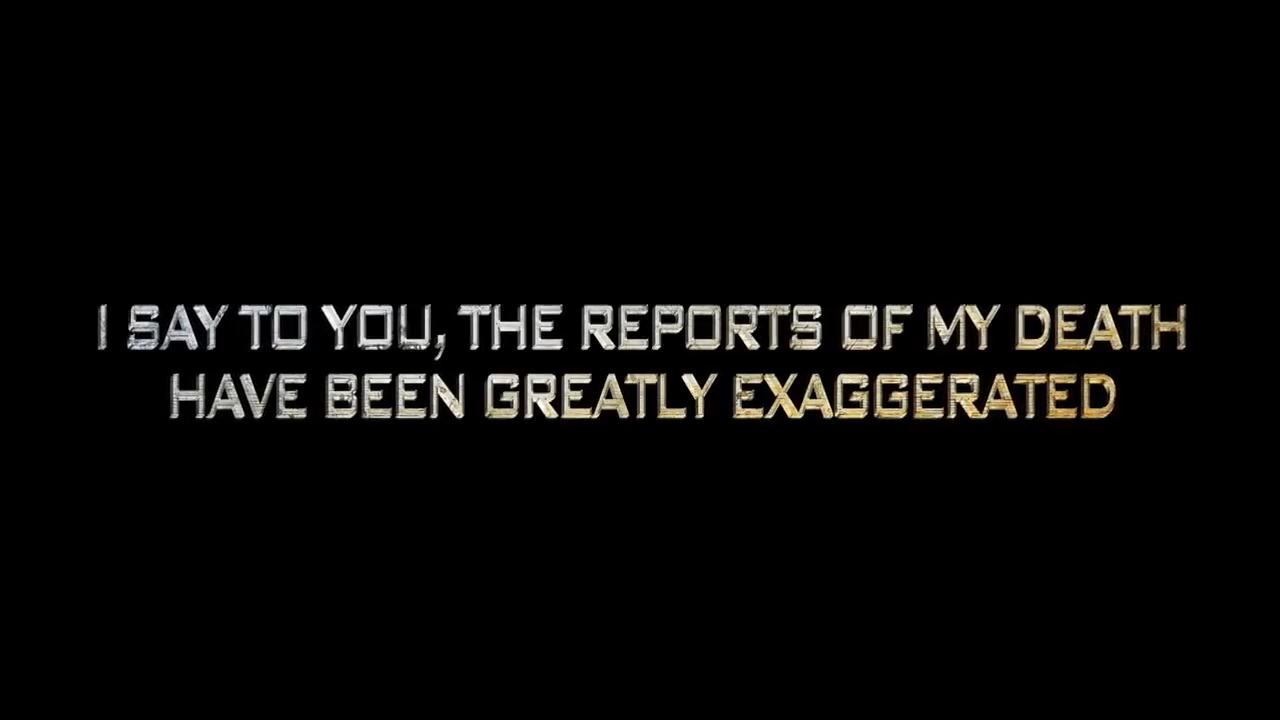 I SAY TO YOU, THE REPORTS OF MY DEATH
HAVE BEEN GREATLY EXAGGERATED